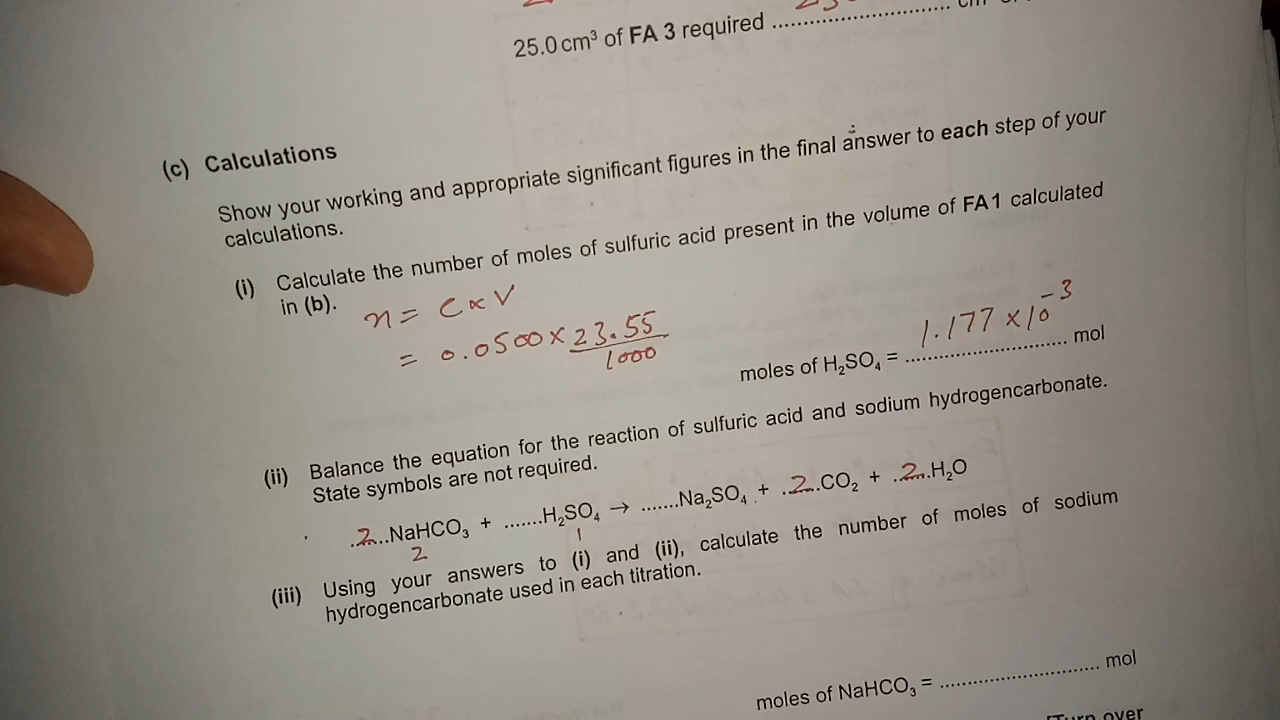 25.0 cm³ of FA 3 required ..............................
(c) Calculations
Show your working and appropriate significant figures in the final answer to each step of your
calculations.
(i) Calculate the number of moles of sulfuric acid present in the volume of FA1 calculated
in (b).
n = c × V
= 0.0500 × 23.55
1000
1.177 × 10⁻³
moles of H₂SO₄ = .............................. mol
(ii) Balance the equation for the reaction of sulfuric acid and sodium hydrogencarbonate.
State symbols are not required.
..2..NaHCO₃ + .......H₂SO₄ → .......Na₂SO₄ + ..2..CO₂ + ..2..H₂O
2 1
(iii) Using your answers to (i) and (ii), calculate the number of moles of sodium
hydrogencarbonate used in each titration.
moles of NaHCO₃ = .............................. mol
[Turn over